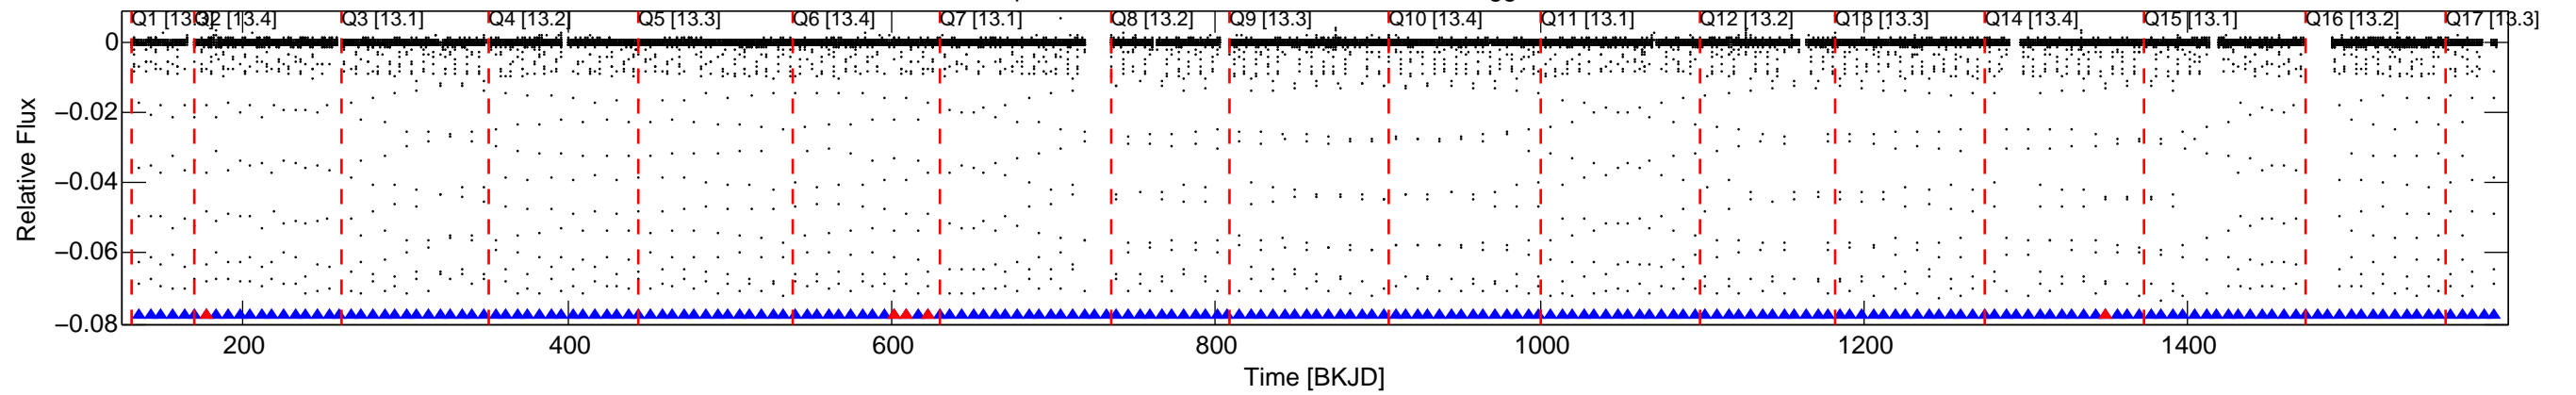 Q1 [13.3] Q2 [13.4] Q3 [13.1] Q4 [13.2] Q5 [13.3] Q6 [13.4] Q7 [13.1] Q8 [13.2] Q9 [13.3] Q10 [13.4] Q11 [13.1] Q12 [13.2] Q13 [13.3] Q14 [13.4] Q15 [13.1] Q16 [13.2] Q17 [13.3]
0
−0.02
−0.04
−0.06
−0.08
Relative Flux
200 400 600 800 1000 1200 1400
Time [BKJD]